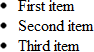 • First item
• Second item
• Third item